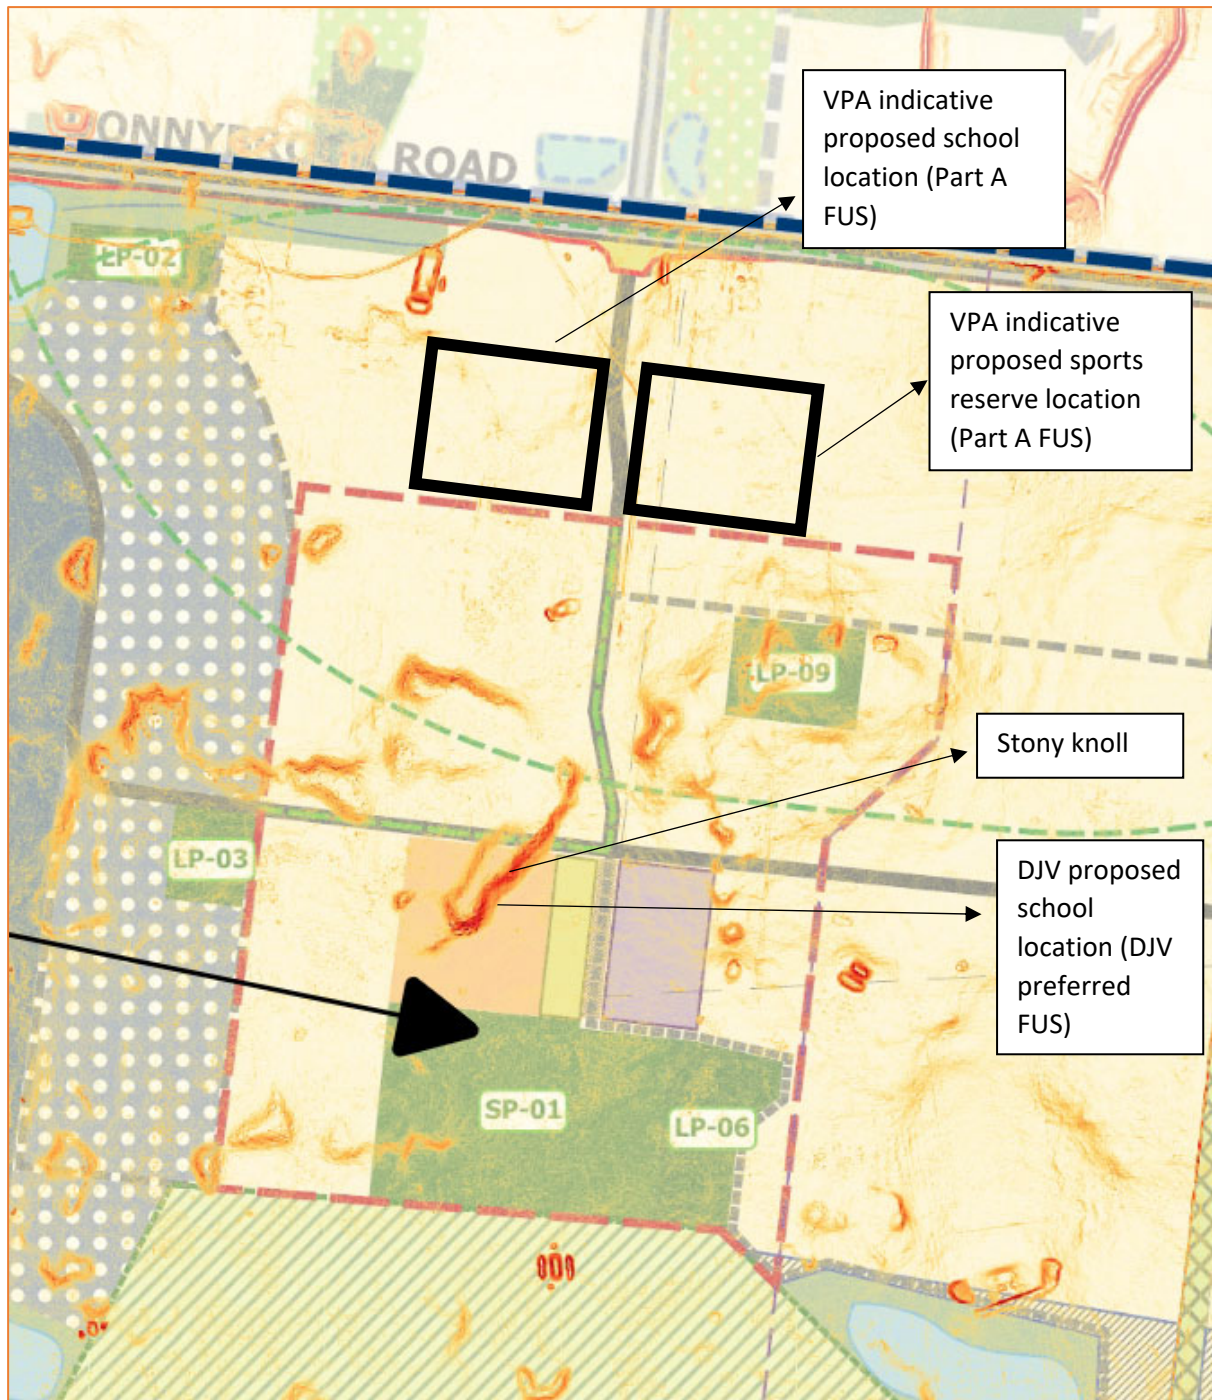 VPA indicative
proposed school
location (Part A
FUS)
ROAD
LP-02
VPA indicative
proposed sports
reserve location
(Part A FUS)
LP-09
Stony knoll
LP-03
DJV proposed
school
location (DJV
preferred
FUS)
SP-01
LP-06